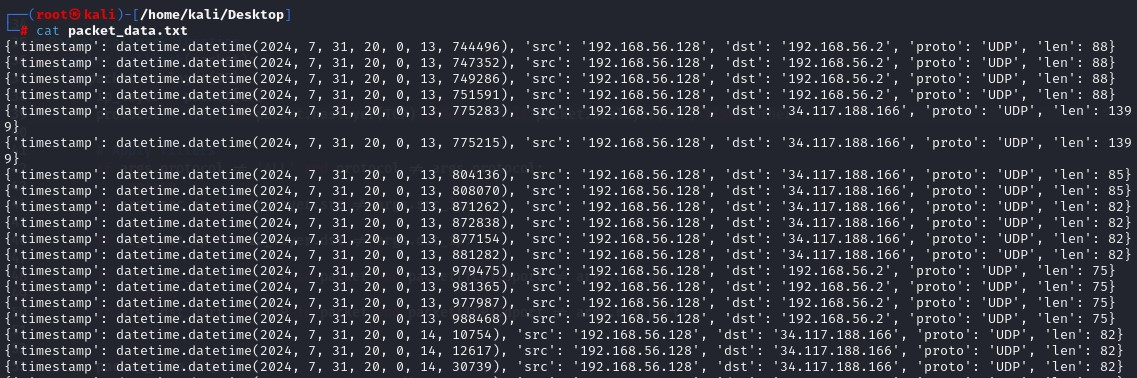 ┌──(root㉿kali)-[/home/kali/Desktop]
└─# cat packet_data.txt
{'timestamp': datetime.datetime(2024, 7, 31, 20, 0, 13, 744496), 'src': '192.168.56.128', 'dst': '192.168.56.2', 'proto': 'UDP', 'len': 88}
{'timestamp': datetime.datetime(2024, 7, 31, 20, 0, 13, 747352), 'src': '192.168.56.128', 'dst': '192.168.56.2', 'proto': 'UDP', 'len': 88}
{'timestamp': datetime.datetime(2024, 7, 31, 20, 0, 13, 749286), 'src': '192.168.56.128', 'dst': '192.168.56.2', 'proto': 'UDP', 'len': 88}
{'timestamp': datetime.datetime(2024, 7, 31, 20, 0, 13, 751591), 'src': '192.168.56.128', 'dst': '192.168.56.2', 'proto': 'UDP', 'len': 88}
{'timestamp': datetime.datetime(2024, 7, 31, 20, 0, 13, 775283), 'src': '192.168.56.128', 'dst': '34.117.188.166', 'proto': 'UDP', 'len': 139
9}
{'timestamp': datetime.datetime(2024, 7, 31, 20, 0, 13, 775215), 'src': '192.168.56.128', 'dst': '34.117.188.166', 'proto': 'UDP', 'len': 139
9}
{'timestamp': datetime.datetime(2024, 7, 31, 20, 0, 13, 804136), 'src': '192.168.56.128', 'dst': '34.117.188.166', 'proto': 'UDP', 'len': 85}
{'timestamp': datetime.datetime(2024, 7, 31, 20, 0, 13, 808070), 'src': '192.168.56.128', 'dst': '34.117.188.166', 'proto': 'UDP', 'len': 85}
{'timestamp': datetime.datetime(2024, 7, 31, 20, 0, 13, 871262), 'src': '192.168.56.128', 'dst': '34.117.188.166', 'proto': 'UDP', 'len': 82}
{'timestamp': datetime.datetime(2024, 7, 31, 20, 0, 13, 872838), 'src': '192.168.56.128', 'dst': '34.117.188.166', 'proto': 'UDP', 'len': 82}
{'timestamp': datetime.datetime(2024, 7, 31, 20, 0, 13, 877154), 'src': '192.168.56.128', 'dst': '34.117.188.166', 'proto': 'UDP', 'len': 82}
{'timestamp': datetime.datetime(2024, 7, 31, 20, 0, 13, 881282), 'src': '192.168.56.128', 'dst': '34.117.188.166', 'proto': 'UDP', 'len': 82}
{'timestamp': datetime.datetime(2024, 7, 31, 20, 0, 13, 979475), 'src': '192.168.56.128', 'dst': '192.168.56.2', 'proto': 'UDP', 'len': 75}
{'timestamp': datetime.datetime(2024, 7, 31, 20, 0, 13, 981365), 'src': '192.168.56.128', 'dst': '192.168.56.2', 'proto': 'UDP', 'len': 75}
{'timestamp': datetime.datetime(2024, 7, 31, 20, 0, 13, 977987), 'src': '192.168.56.128', 'dst': '192.168.56.2', 'proto': 'UDP', 'len': 75}
{'timestamp': datetime.datetime(2024, 7, 31, 20, 0, 13, 988468), 'src': '192.168.56.128', 'dst': '192.168.56.2', 'proto': 'UDP', 'len': 75}
{'timestamp': datetime.datetime(2024, 7, 31, 20, 0, 14, 10754), 'src': '192.168.56.128', 'dst': '34.117.188.166', 'proto': 'UDP', 'len': 82}
{'timestamp': datetime.datetime(2024, 7, 31, 20, 0, 14, 12617), 'src': '192.168.56.128', 'dst': '34.117.188.166', 'proto': 'UDP', 'len': 82}
{'timestamp': datetime.datetime(2024, 7, 31, 20, 0, 14, 30739), 'src': '192.168.56.128', 'dst': '34.117.188.166', 'proto': 'UDP', 'len': 82}